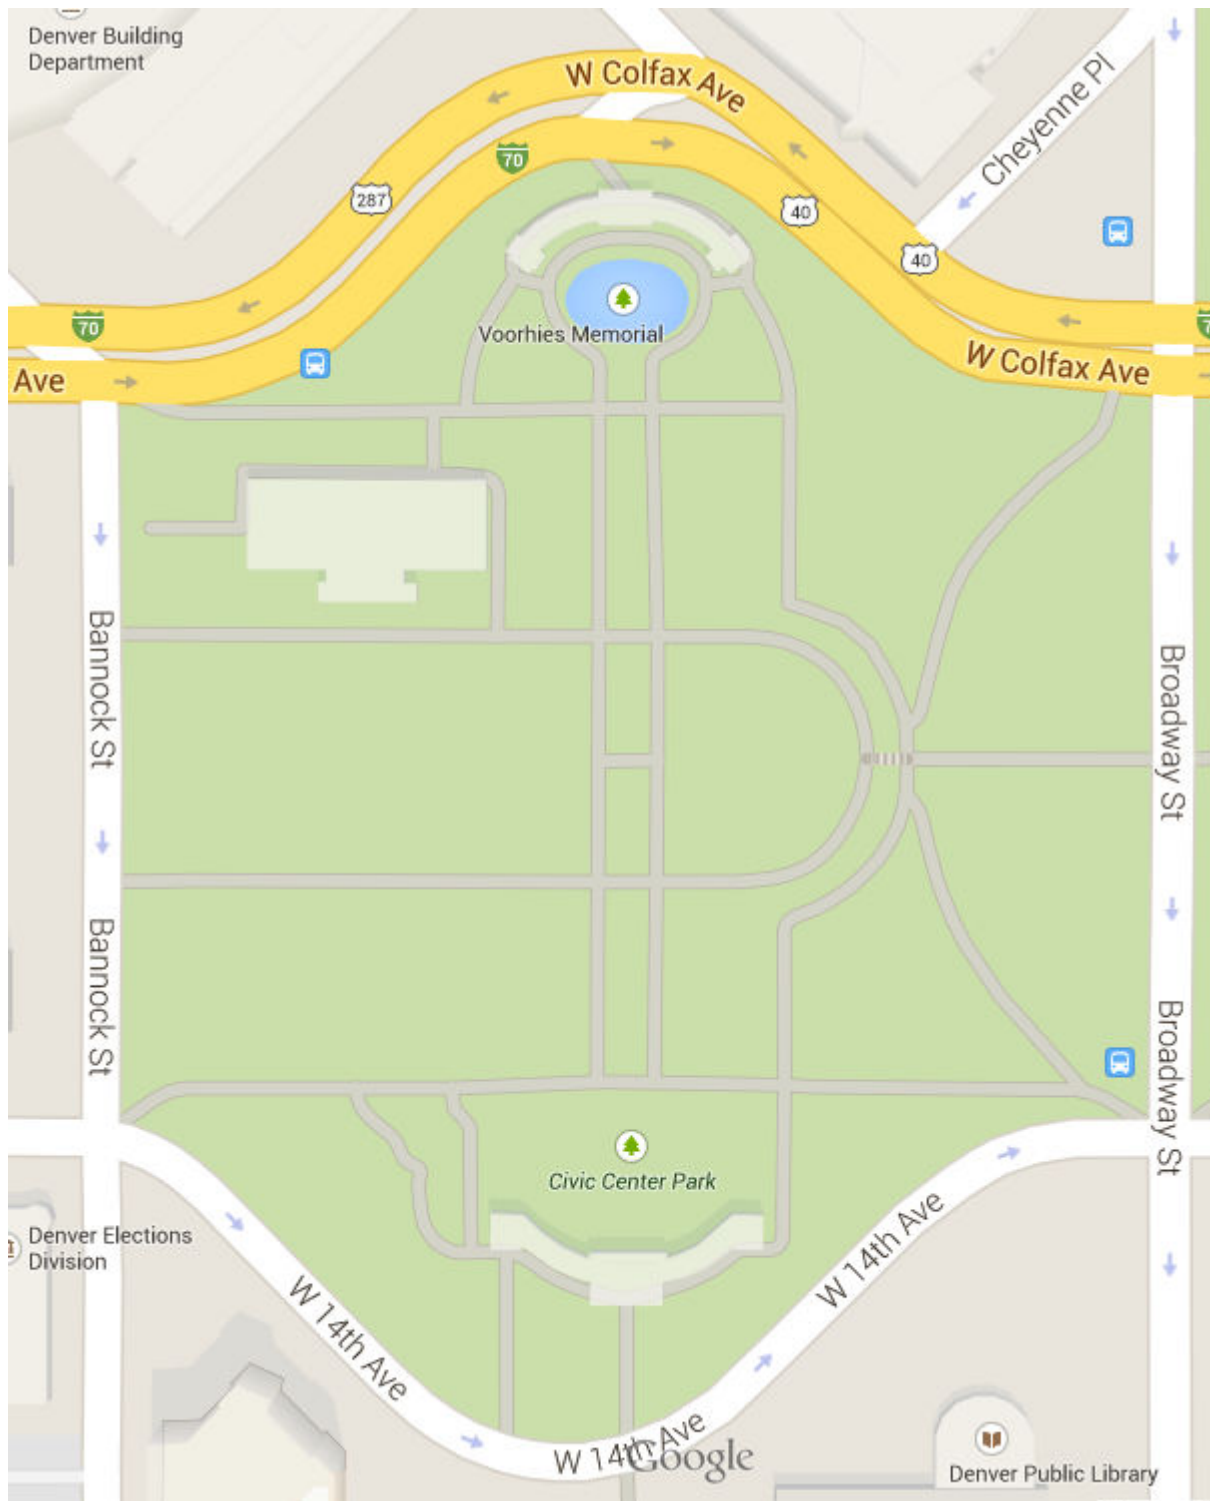 Denver Building
Department
W Colfax Ave
Cheyenne Pl
70
287
40
40
70
Voorhies Memorial
W Colfax Ave
Ave
Bannock St
Broadway St
Bannock St
Broadway St
Civic Center Park
Denver Elections
Division
W 14th Ave
W 14th Ave
W 14th Ave
Google
Denver Public Library